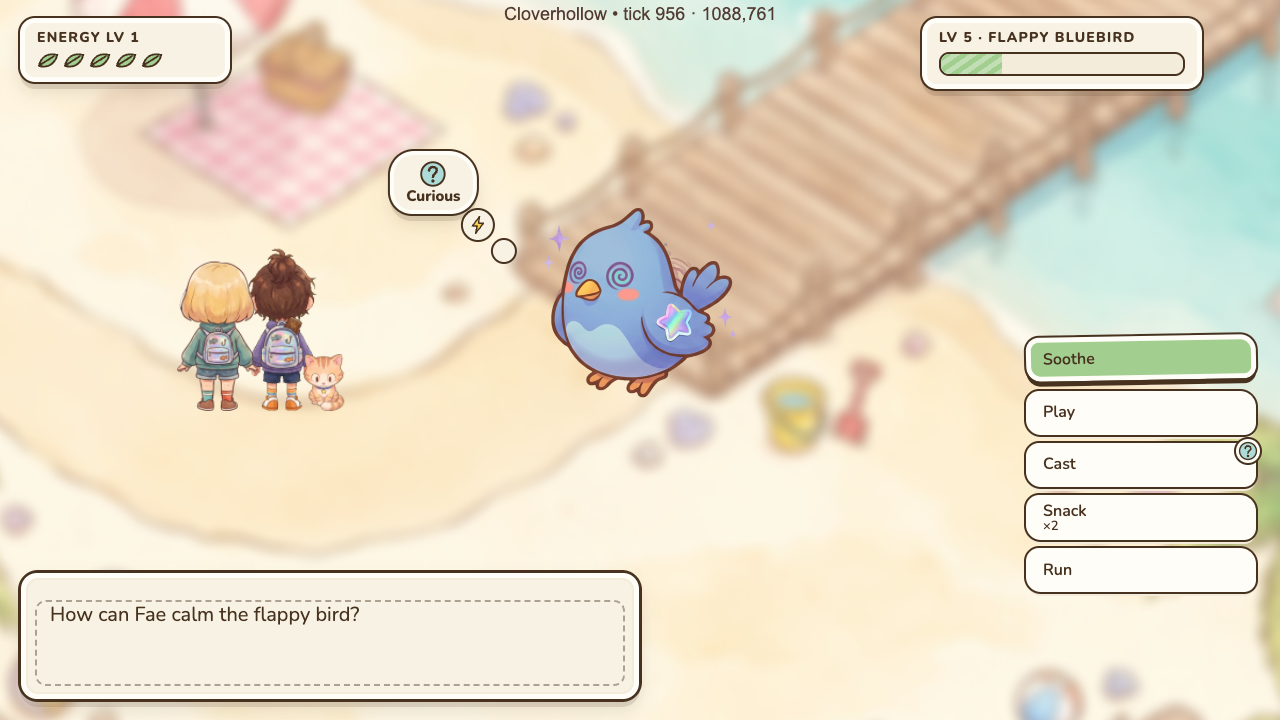 Cloverhollow • tick 956 · 1088,761
ENERGY LV 1
LV 5 · FLAPPY BLUEBIRD
?
Curious
Soothe
Play
Cast
?
Snack
×2
Run
How can Fae calm the flappy bird?